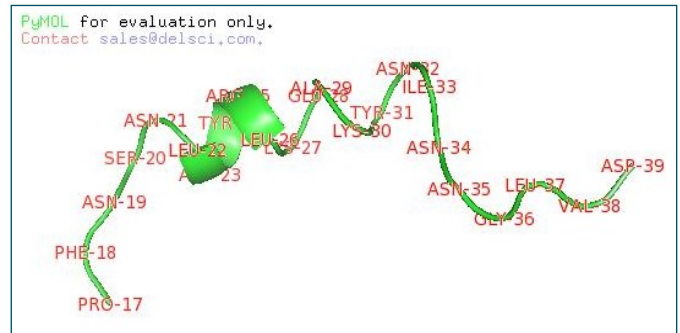 PyMOL for evaluation only.
Contact sales@delsci.com.
ASN-32
ILE-33
ALA-29
GLU-28
TYR-31
ASN-21
TYR
LYS-30
LEU-26
LEU-22
ASN-34
SER-20
ASP-39
ASN-35
LEU-37
ASN-19
VAL-38
GLY-36
PHE-18
PRO-17